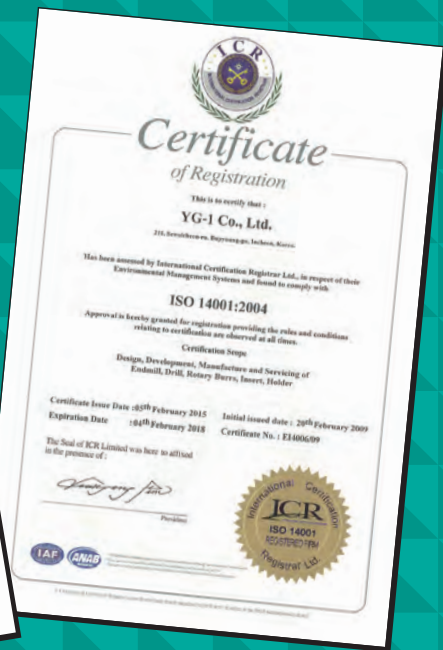 ICR
Certificate
of Registration
This is to certify that :
YG-1 Co., Ltd.
Bupyeong-gu, Incheon, Korea.
Has been assessed by International Certification Registrar Ltd., in respect of their
Environmental Management Systems and found to comply with
ISO 14001:2004
Approval is hereby granted for registration providing the rules and conditions
relating to certification are observed at all times.
Certification Scope
Design, Development, Manufacture and Servicing of
Endmill, Drill, Rotary Burrs, Insert, Holder
Certificate Issue Date :05th February 2015
Initial issued date : 20th February 2009
Expiration Date :04th February 2018
Certificate No. : EI4006/09
The Seal of ICR Limited was here to affixed
in the presence of :
President
IAF
ANAB
International Certification
ICR
ISO 14001
REGISTERED FIRM
Registrar Ltd.